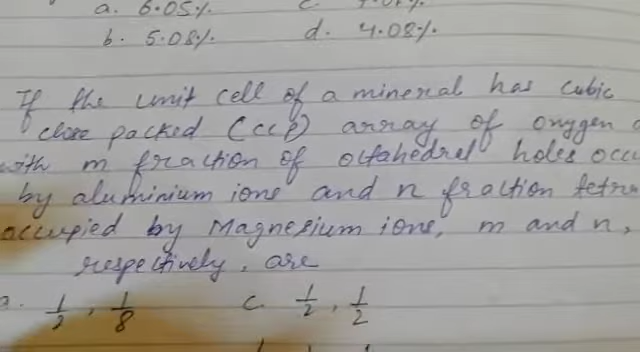 a. 6.05%
b. 5.08%. d. 4.08%.
If the unit cell of a mineral has cubic
close packed (ccp) array of oxygen
with m fraction of octahedral holes occu
by aluminium ions and n fraction tetra
occupied by Magnesium ions, m and n,
respectively, are
a. 1/2, 1/8 c. 1/2, 1/2